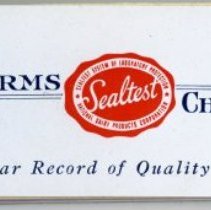 RMS
SEALTEST SYSTEM OF LABORATORY PROTECTION
Sealtest
NATIONAL DAIRY PRODUCTS CORPORATION
CH
ar Record of Quality